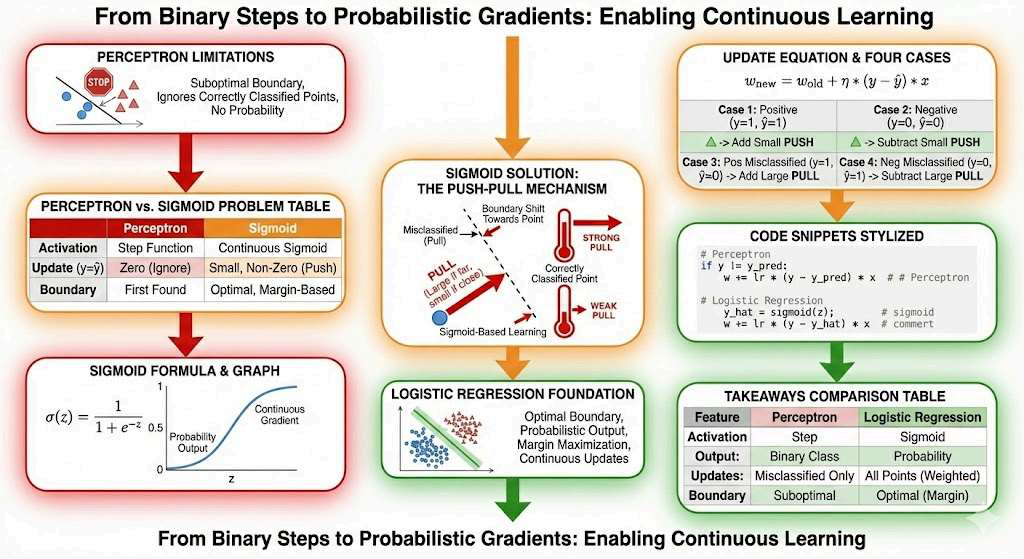 From Binary Steps to Probabilistic Gradients: Enabling Continuous Learning
PERCEPTRON LIMITATIONS
STOP
Suboptimal Boundary,
Ignores Correctly Classified Points,
No Probability
PERCEPTRON vs. SIGMOID PROBLEM TABLE
Perceptron Sigmoid
Activation Step Function Continuous Sigmoid
Update (y=ŷ) Zero (Ignore) Small, Non-Zero (Push)
Boundary First Found Optimal, Margin-Based
SIGMOID FORMULA & GRAPH
σ(z) = 1 / 1 + e^-z
1
0.5
0
Probability
Output
Continuous
Gradient
z
SIGMOID SOLUTION:
THE PUSH-PULL MECHANISM
Boundary Shift
Towards Point
Misclassified
(Pull)
STRONG
PULL
PULL
(Large if far,
small if close)
Correctly
Classified Point
WEAK
PULL
Sigmoid-Based Learning
LOGISTIC REGRESSION FOUNDATION
Optimal Boundary,
Probabilistic Output,
Margin Maximization,
Continuous Updates
UPDATE EQUATION & FOUR CASES
w_new = w_old + η * (y − ŷ) * x
Case 1: Positive
(y=1, ŷ=1)
Case 2: Negative
(y=0, ŷ=0)
-> Add Small PUSH
-> Subtract Small PUSH
Case 3: Pos Misclassified (y=1,
ŷ=0) -> Add Large PULL
Case 4: Neg Misclassified (y=0,
ŷ=1) -> Subtract Large PULL
CODE SNIPPETS STYLIZED
# Perceptron
if y != y_pred:
w += lr * (y - y_pred) * x # # Perceptron
# Logistic Regression
y_hat = sigmoid(z); # sigmoid
w += lr * (y - y_hat) * x # commert
TAKEAWAYS COMPARISON TABLE
Feature Perceptron Logistic Regression
Activation Step Sigmoid
Output: Binary Class Probability
Updates: Misclassified Only All Points (Weighted)
Boundary Suboptimal Optimal (Margin)
From Binary Steps to Probabilistic Gradients: Enabling Continuous Learning